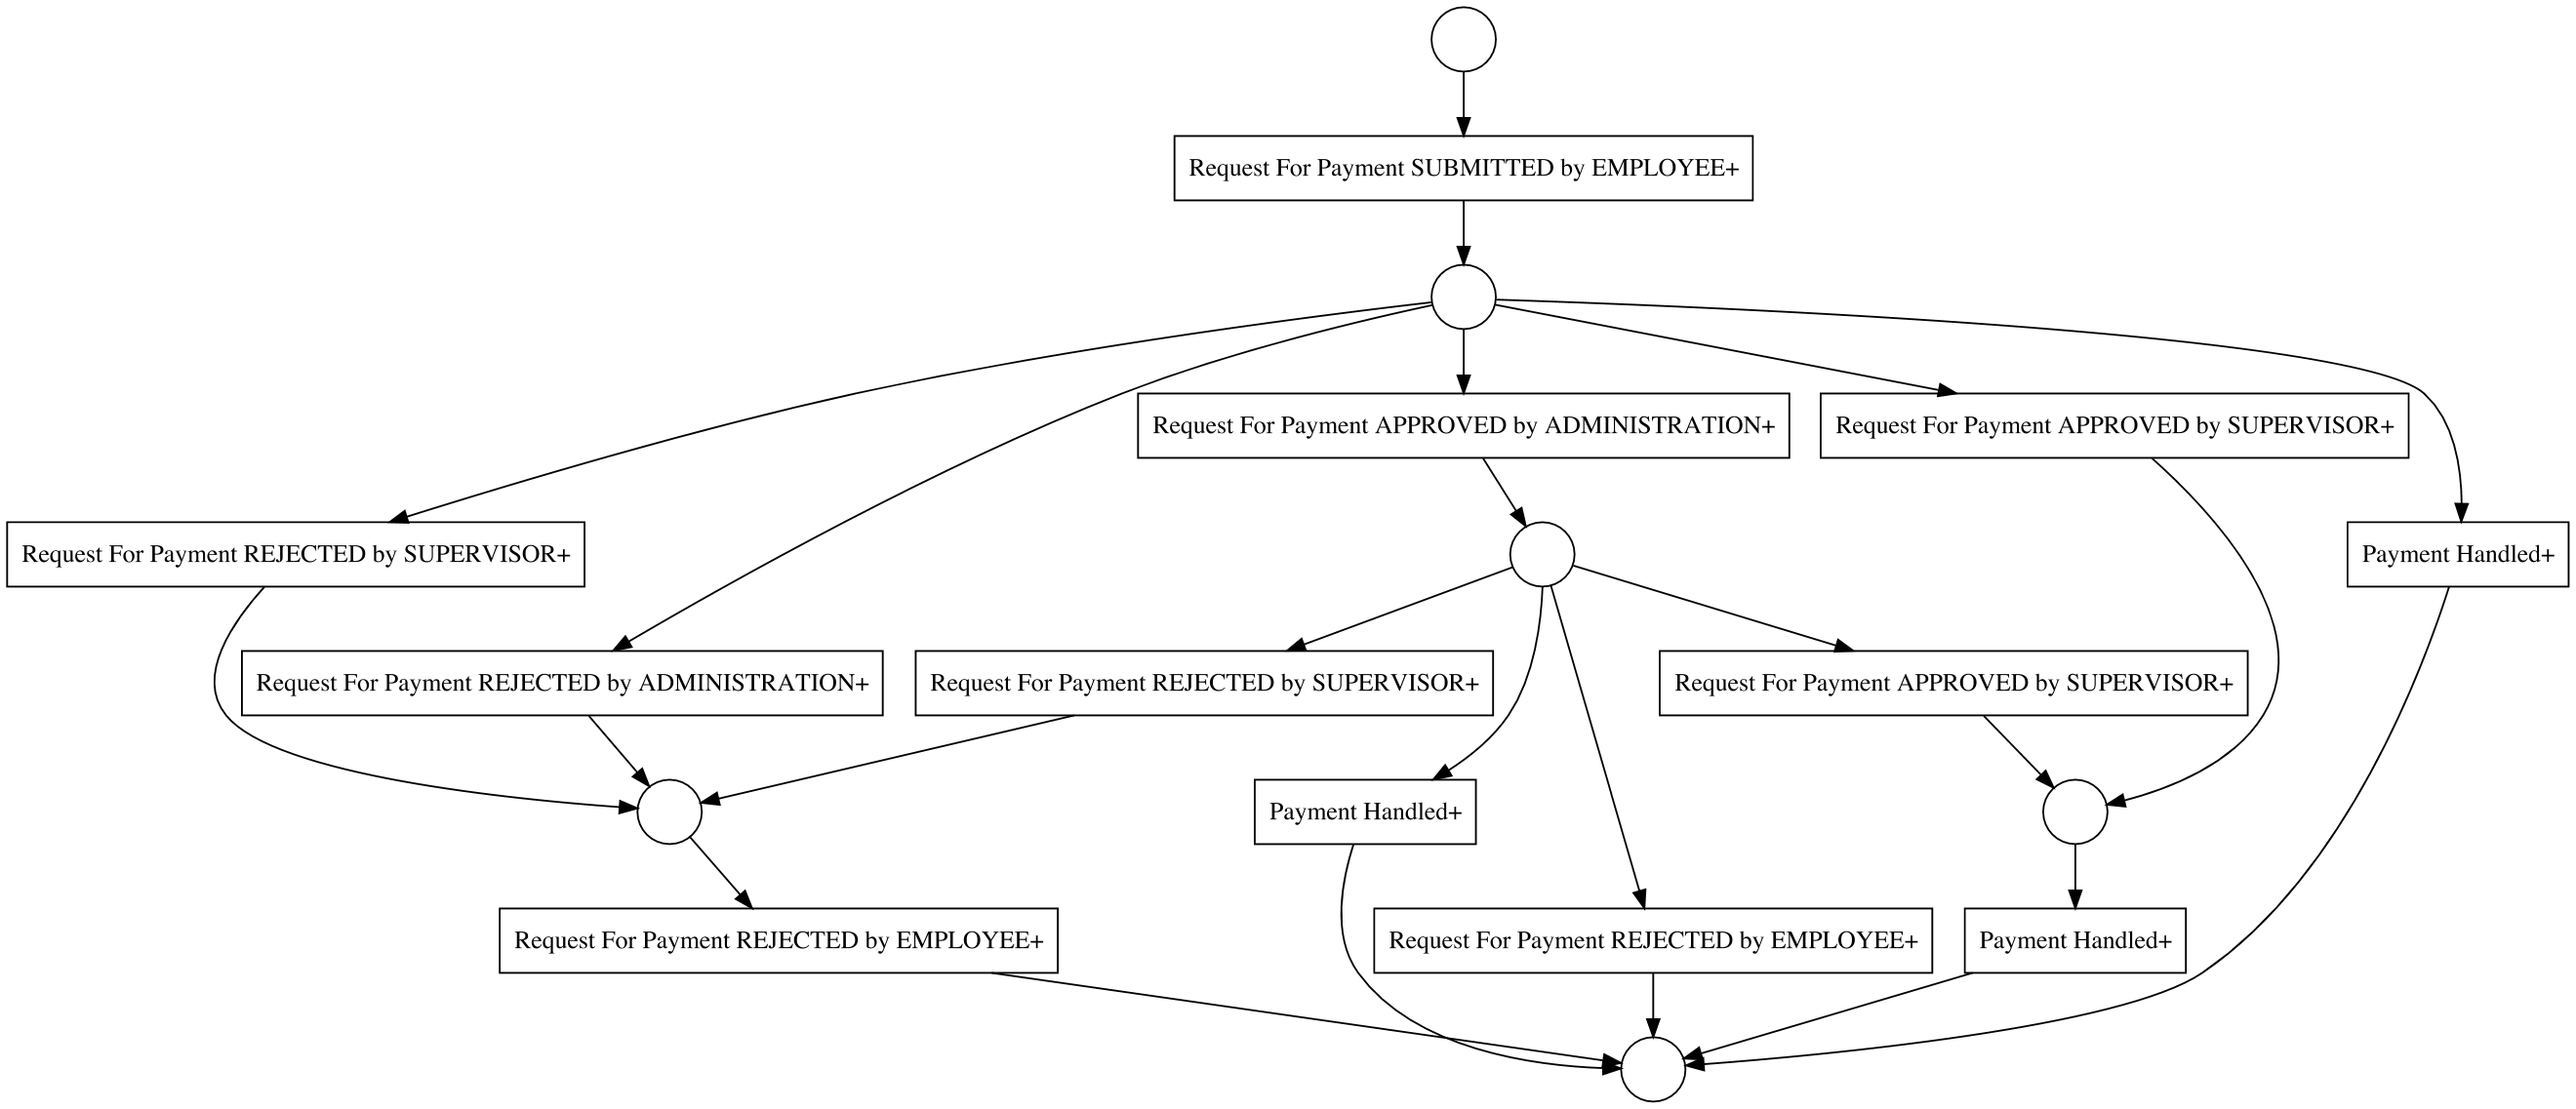 Request For Payment SUBMITTED by EMPLOYEE+
Request For Payment APPROVED by ADMINISTRATION+
Request For Payment APPROVED by SUPERVISOR+
Request For Payment REJECTED by SUPERVISOR+
Payment Handled+
Request For Payment REJECTED by ADMINISTRATION+
Request For Payment REJECTED by SUPERVISOR+
Request For Payment APPROVED by SUPERVISOR+
Payment Handled+
Request For Payment REJECTED by EMPLOYEE+
Request For Payment REJECTED by EMPLOYEE+
Payment Handled+